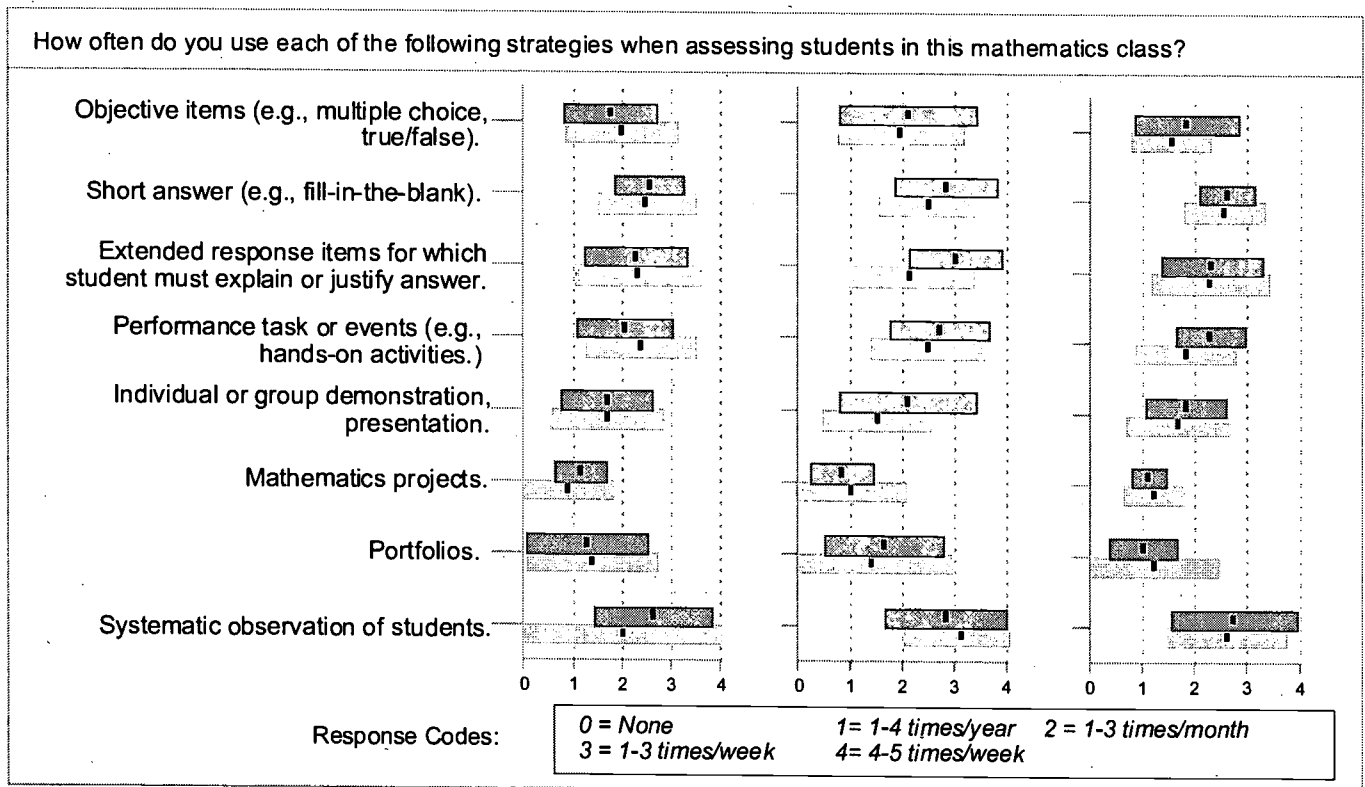 How often do you use each of the following strategies when assessing students in this mathematics class?
Objective items (e.g., multiple choice,
true/false).
Short answer (e.g., fill-in-the-blank).
Extended response items for which
student must explain or justify answer.
Performance task or events (e.g.,
hands-on activities.)
Individual or group demonstration,
presentation.
Mathematics projects.
Portfolios.
Systematic observation of students.
0 1 2 3 4 0 1 2 3 4 0 1 2 3 4
Response Codes:
0 = None 1= 1-4 times/year 2 = 1-3 times/month
3 = 1-3 times/week 4= 4-5 times/week